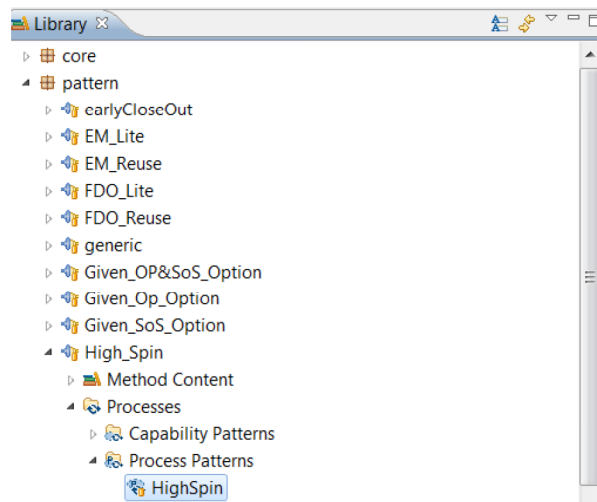 Library
core
pattern
earlyCloseOut
EM_Lite
EM_Reuse
FDO_Lite
FDO_Reuse
generic
Given_OP&SoS_Option
Given_Op_Option
Given_SoS_Option
High_Spin
Method Content
Processes
Capability Patterns
Process Patterns
HighSpin